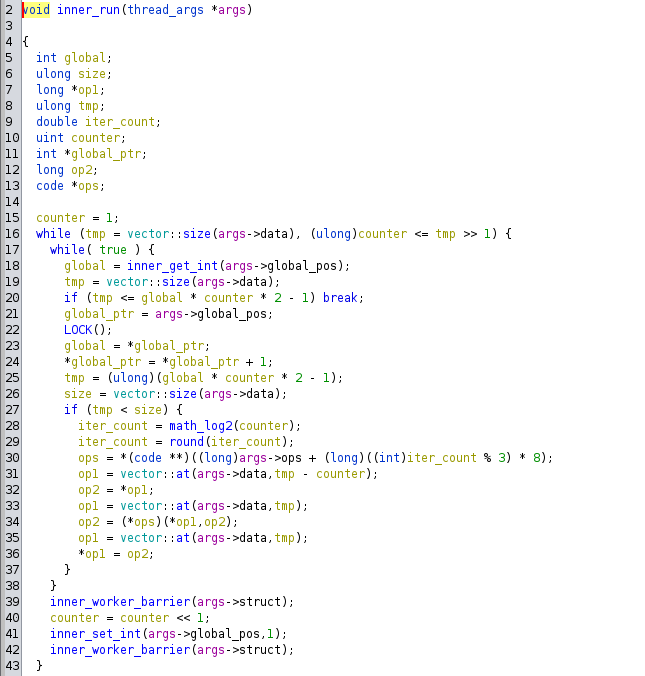 2 void inner_run(thread_args *args)
3
4 {
5 int global;
6 ulong size;
7 long *op1;
8 ulong tmp;
9 double iter_count;
10 uint counter;
11 int *global_ptr;
12 long op2;
13 code *ops;
14
15 counter = 1;
16 while (tmp = vector::size(args->data), (ulong)counter <= tmp >> 1) {
17 while( true ) {
18 global = inner_get_int(args->global_pos);
19 tmp = vector::size(args->data);
20 if (tmp <= global * counter * 2 - 1) break;
21 global_ptr = args->global_pos;
22 LOCK();
23 global = *global_ptr;
24 *global_ptr = *global_ptr + 1;
25 tmp = (ulong)(global * counter * 2 - 1);
26 size = vector::size(args->data);
27 if (tmp < size) {
28 iter_count = math_log2(counter);
29 iter_count = round(iter_count);
30 ops = *(code **)((long)args->ops + (long)((int)iter_count % 3) * 8);
31 op1 = vector::at(args->data,tmp - counter);
32 op2 = *op1;
33 op1 = vector::at(args->data,tmp);
34 op2 = (*ops)(*op1,op2);
35 op1 = vector::at(args->data,tmp);
36 *op1 = op2;
37 }
38 }
39 inner_worker_barrier(args->struct);
40 counter = counter << 1;
41 inner_set_int(args->global_pos,1);
42 inner_worker_barrier(args->struct);
43 }